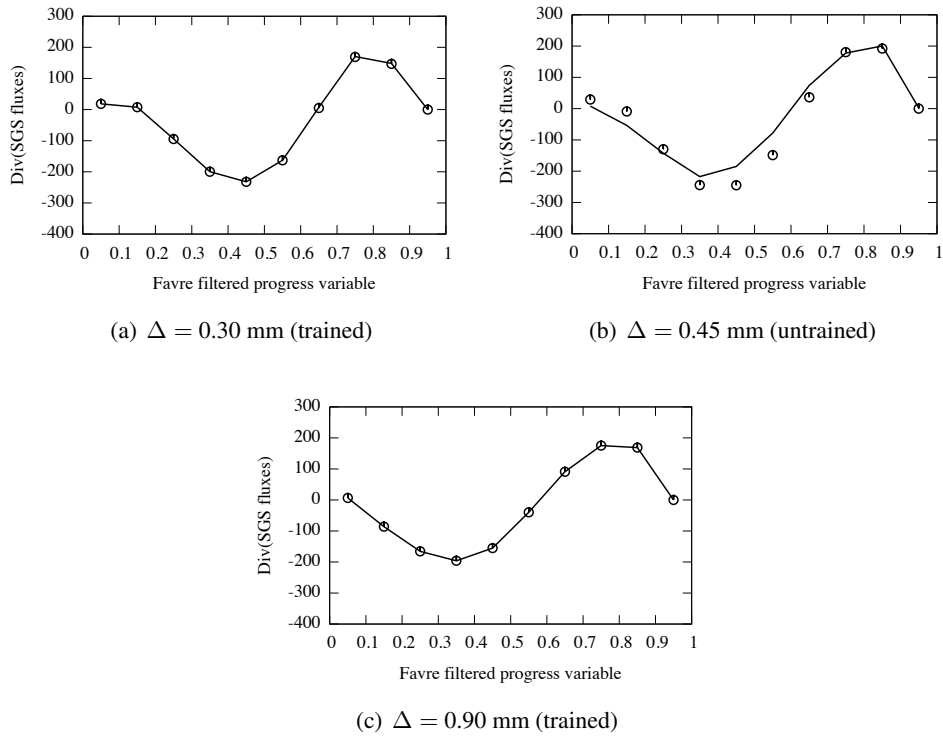 300
200
100
0
-100
-200
-300
-400
Div(SGS fluxes)
0 0.1 0.2 0.3 0.4 0.5 0.6 0.7 0.8 0.9 1
Favre filtered progress variable
(a) Δ = 0.30 mm (trained)
300
200
100
0
-100
-200
-300
-400
Div(SGS fluxes)
0 0.1 0.2 0.3 0.4 0.5 0.6 0.7 0.8 0.9 1
Favre filtered progress variable
(b) Δ = 0.45 mm (untrained)
300
200
100
0
-100
-200
-300
-400
Div(SGS fluxes)
0 0.1 0.2 0.3 0.4 0.5 0.6 0.7 0.8 0.9 1
Favre filtered progress variable
(c) Δ = 0.90 mm (trained)